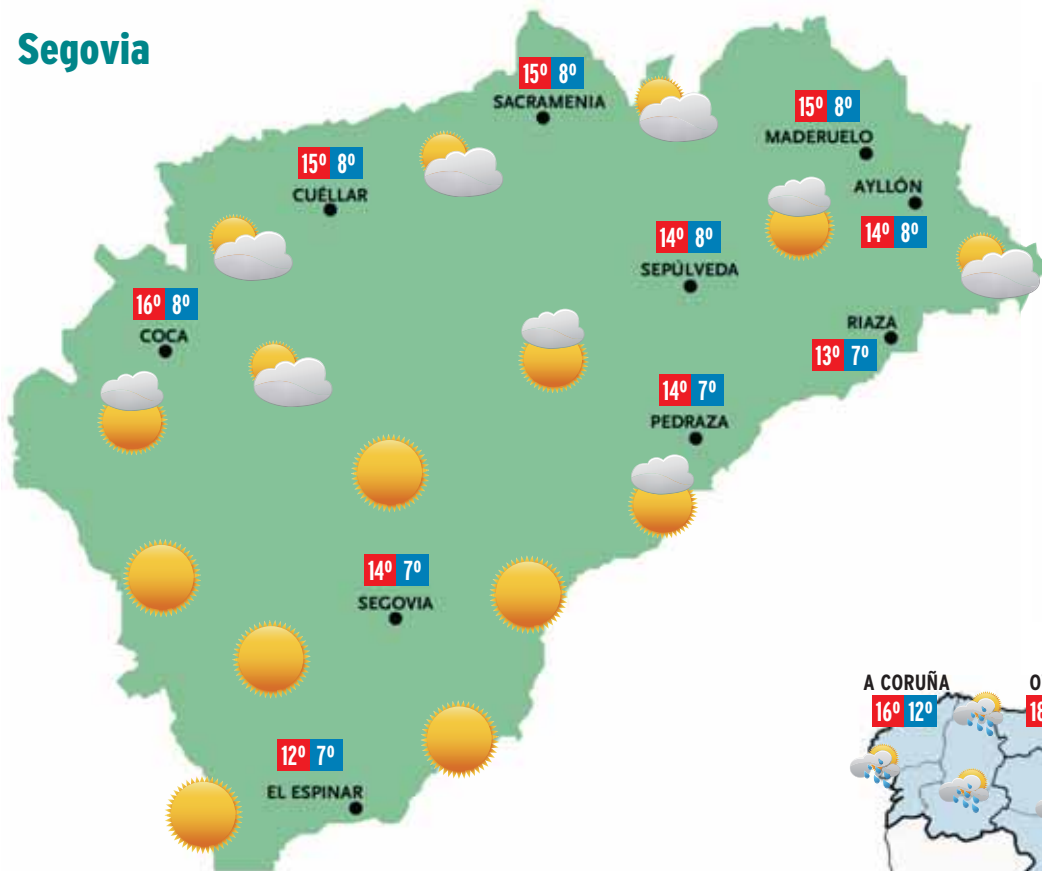 Segovia
15º 8º
SACRAMENIA
15º 8º
MADERUELO
15º 8º
CUÉLLAR
AYLLÓN
14º 8º
14º 8º
SEPÚLVEDA
16º 8º
COCA
RIAZA
13º 7º
14º 7º
PEDRAZA
14º 7º
SEGOVIA
A CORUÑA
16º 12º
O
18
12º 7º
EL ESPINAR